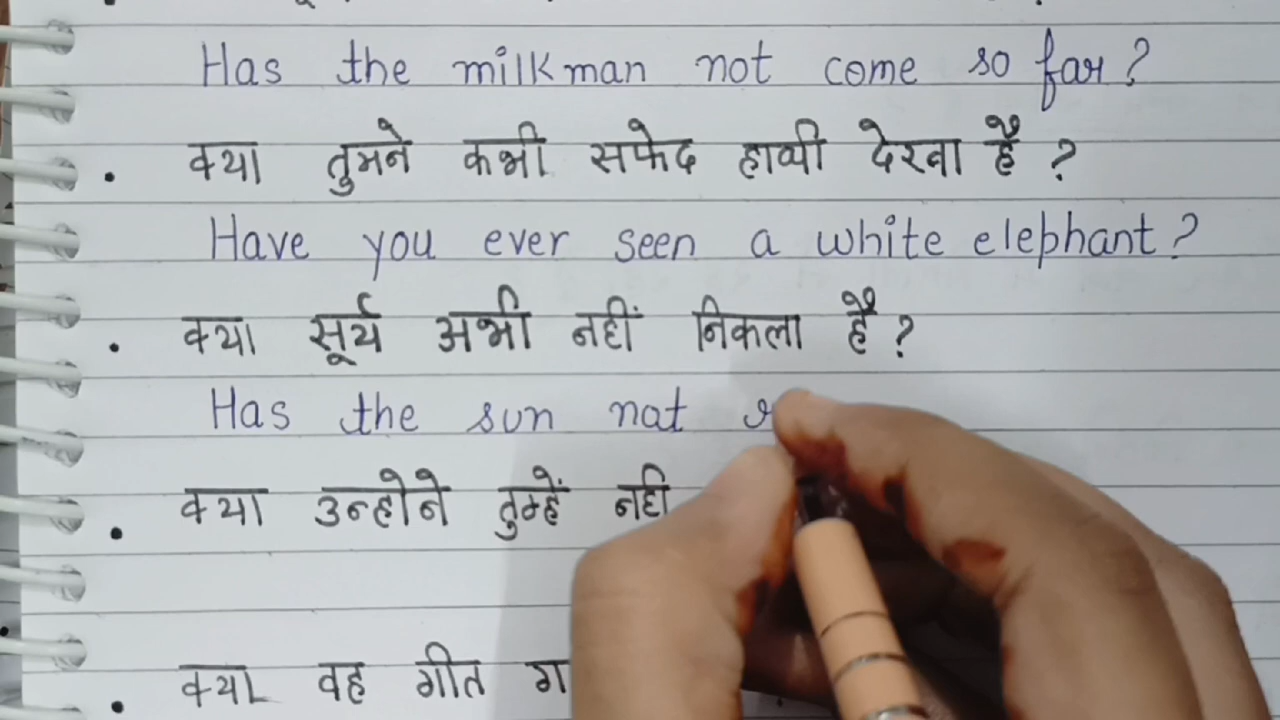 Has the milkman not come so far?
. क्या तुमने कभी सफेद हाथी देखा है ?
Have you ever seen a white elephant?
. क्या सूर्य अभी नहीं निकला है ?
Has the sun not
. क्या उन्होने तुम्हें नही
. क्या वह गीत